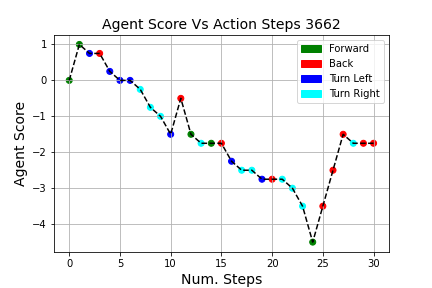 Agent Score Vs Action Steps 3662
Forward
Back
Turn Left
Turn Right
Agent Score
1
0
−1
−2
−3
−4
0 5 10 15 20 25 30
Num. Steps